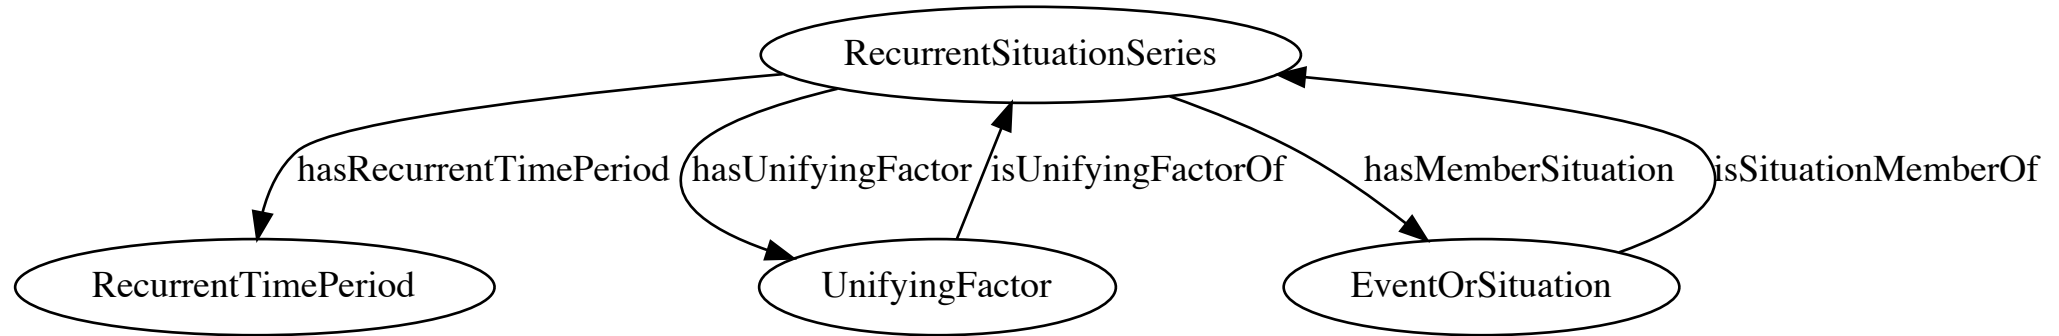 RecurrentSituationSeries
hasRecurrentTimePeriod
hasUnifyingFactor
isUnifyingFactorOf
hasMemberSituation
isSituationMemberOf
RecurrentTimePeriod
UnifyingFactor
EventOrSituation